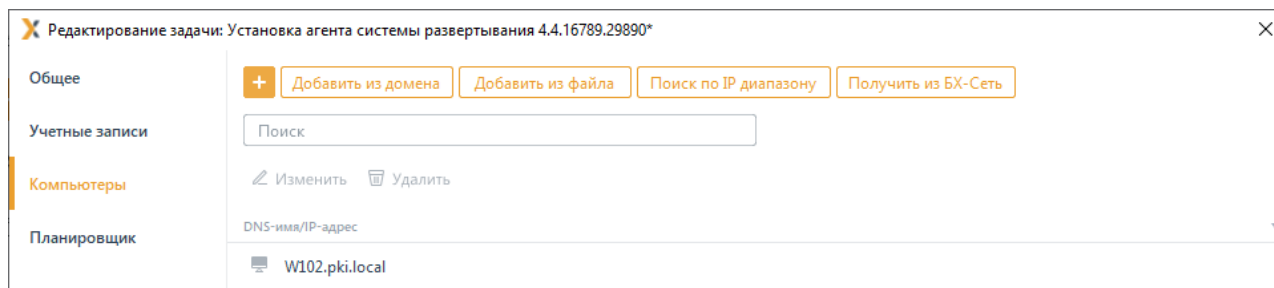 Редактирование задачи: Установка агента системы развертывания 4.4.16789.29890*
Общее
+ Добавить из домена Добавить из файла Поиск по IP диапазону Получить из БХ-Сеть
Учетные записи
Поиск
Компьютеры
Изменить Удалить
Планировщик
DNS-имя/IP-адрес
W102.pki.local